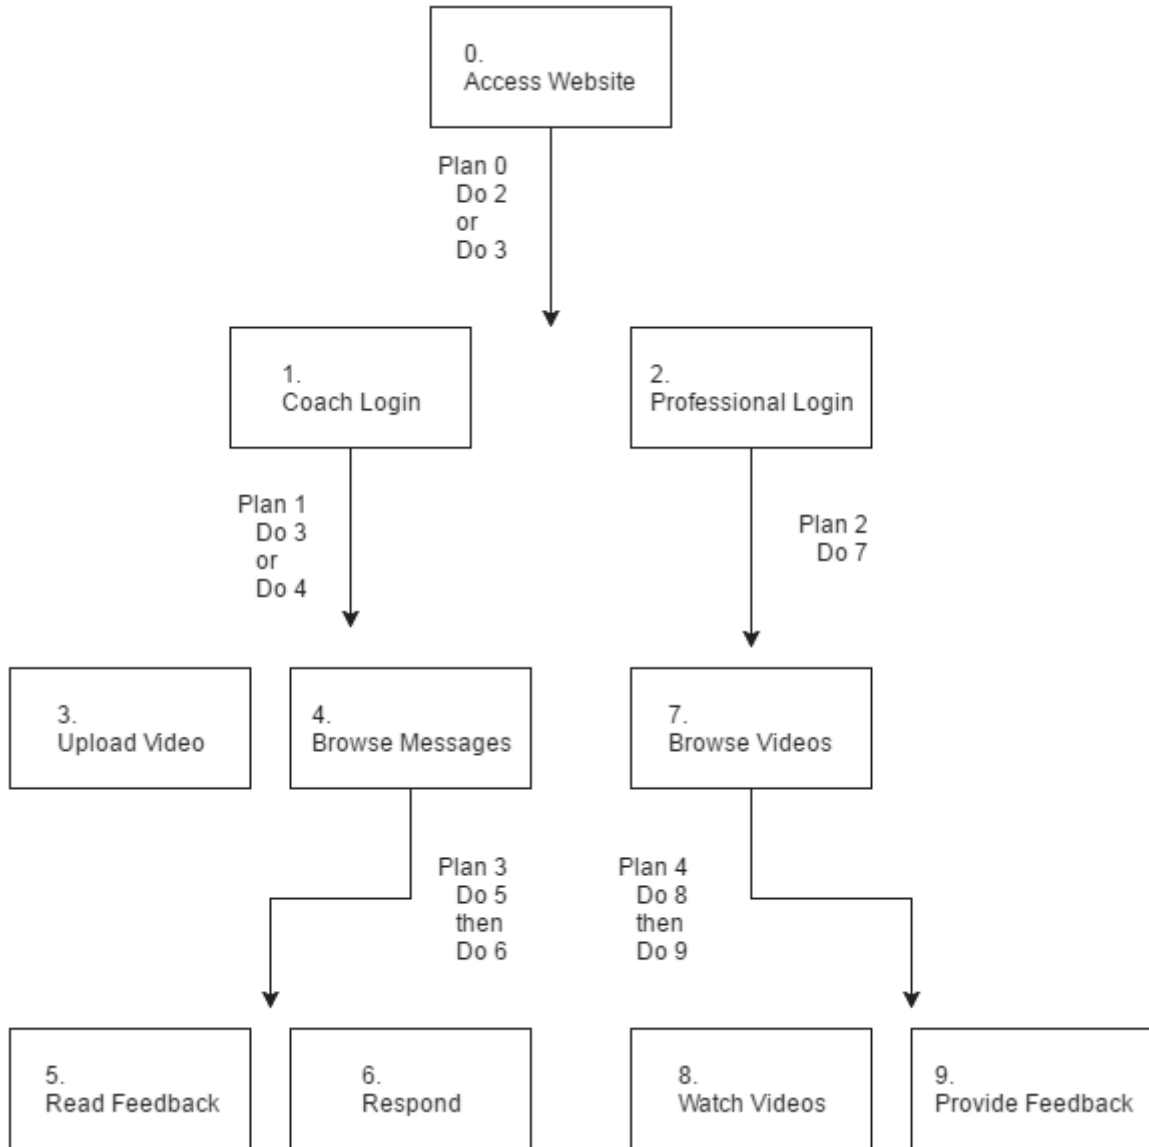 0.
Access Website
Plan 0
Do 2
or
Do 3
1.
Coach Login
2.
Professional Login
Plan 1
Do 3
or
Do 4
Plan 2
Do 7
3.
Upload Video
4.
Browse Messages
7.
Browse Videos
Plan 3
Do 5
then
Do 6
Plan 4
Do 8
then
Do 9
5.
Read Feedback
6.
Respond
8.
Watch Videos
9.
Provide Feedback